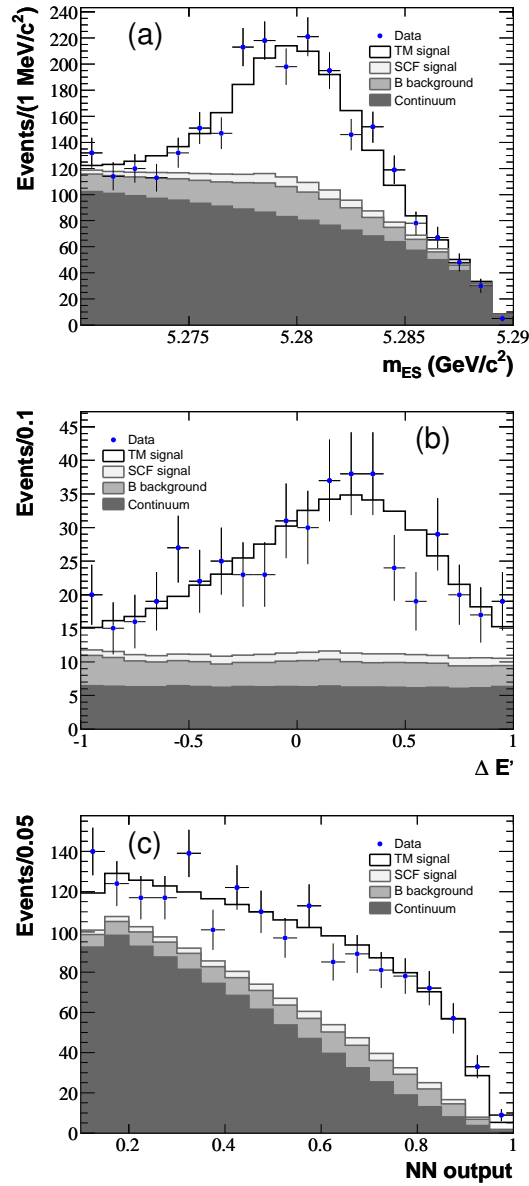 (a)
Events/(1 MeV/c²)
240
220
200
180
160
140
120
100
80
60
40
20
0
Data
TM signal
SCF signal
B background
Continuum
5.275 5.28 5.285 5.29
m_ES (GeV/c²)
(b)
Events/0.1
45
40
35
30
25
20
15
10
5
0
Data
TM signal
SCF signal
B background
Continuum
-1 -0.5 0 0.5 1
Δ E'
(c)
Events/0.05
140
120
100
80
60
40
20
0
Data
TM signal
SCF signal
B background
Continuum
0.2 0.4 0.6 0.8 1
NN output